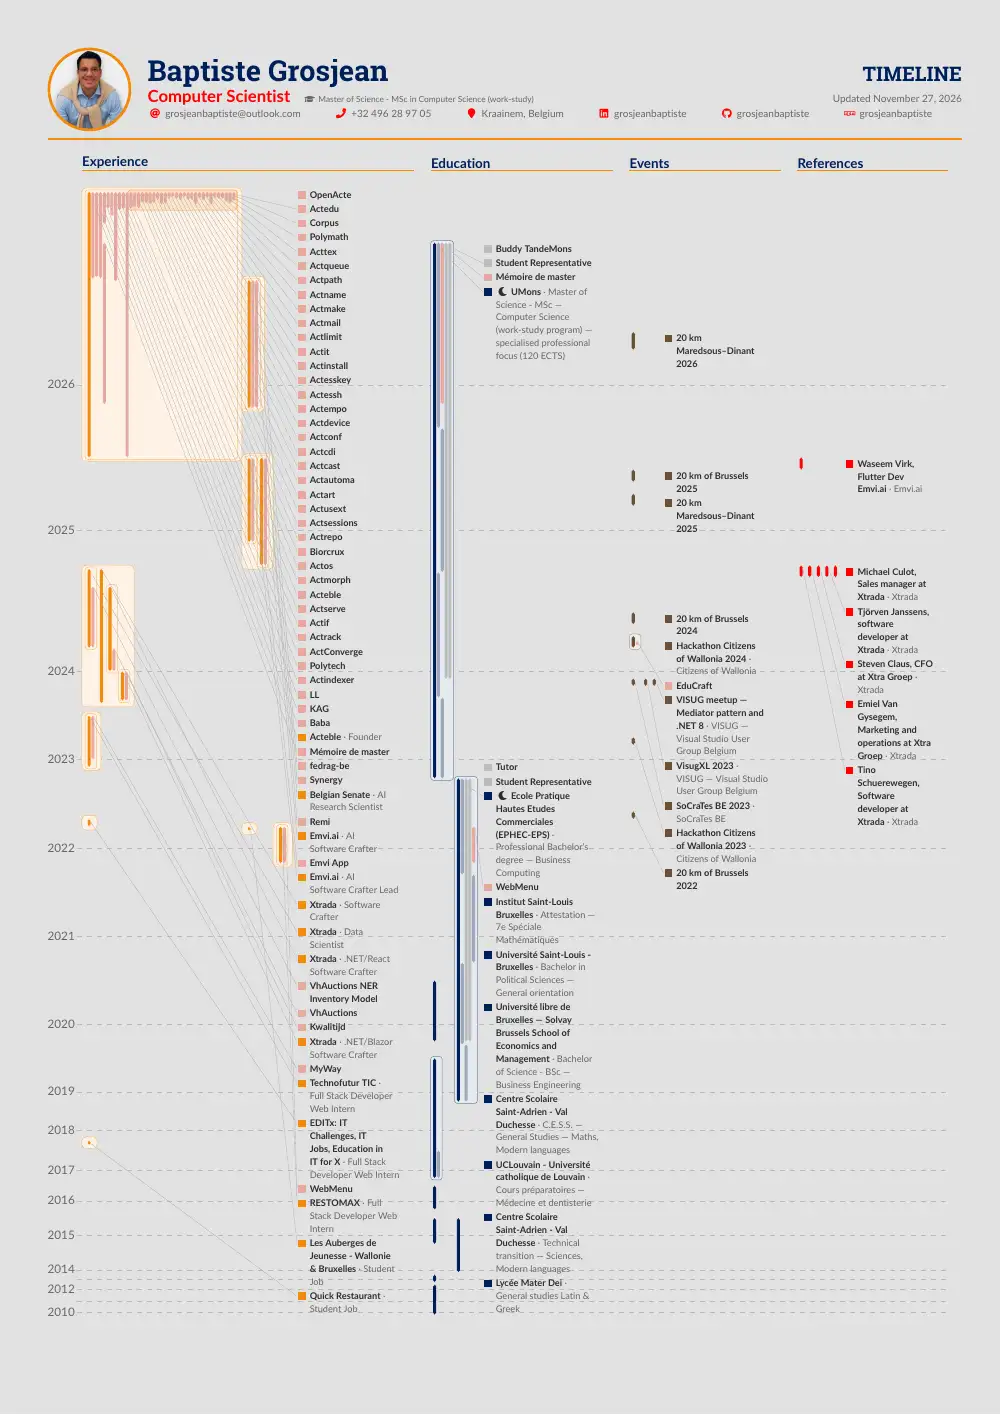 Baptiste Grosjean
TIMELINE
Computer Scientist
Master of Science - MSc in Computer Science (work-study)
Updated November 27, 2026
grosjeanbaptiste@outlook.com
+32 496 28 97 05
Kraainem, Belgium
grosjeanbaptiste
grosjeanbaptiste
grosjeanbaptiste
Experience
OpenActe
Actedu
Corpus
Polymath
Acttex
Actqueue
Actpath
Actname
Actmake
Actmail
Actlimit
Actit
Actinstall
Actesskey
Actessh
Actempo
Actdevice
Actconf
Actcdi
Actcast
Actautoma
Actart
Actusext
Actsessions
Actrepo
Biorcrux
Actos
Actmorph
Acteble
Actserve
Actif
Actrack
ActConverge
Polytech
Actindexer
LL
KAG
Baba
Acteble · Founder
Mémoire de master
fedrag-be
Synergy
Belgian Senate · AI
Research Scientist
Remi
Emvi.ai · AI
Software Crafter
Emvi App
Emvi.ai · AI
Software Crafter Lead
Xtrada · Software
Crafter
Xtrada · Data
Scientist
Xtrada · .NET/React
Software Crafter
VhAuctions NER
Inventory Model
VhAuctions
Kwalitijd
Xtrada · .NET/Blazor
Software Crafter
MyWay
Technofutur TIC ·
Full Stack Developer
Web Intern
EDITx: IT
Challenges, IT
Jobs, Education in
IT for X · Full Stack
Developer Web Intern
WebMenu
RESTOMAX · Full
Stack Developer Web
Intern
Les Auberges de
Jeunesse - Wallonie
& Bruxelles · Student
Job
Quick Restaurant ·
Student Job
2026
2025
2024
2023
2022
2021
2020
2019
2018
2017
2016
2015
2014
2012
2010
Education
Buddy TandeMons
Student Representative
Mémoire de master
UMons · Master of
Science - MSc —
Computer Science
(work-study program) —
specialised professional
focus (120 ECTS)
Tutor
Student Representative
Ecole Pratique
Hautes Etudes
Commerciales
(EPHEC-EPS) ·
Professional Bachelor's
degree — Business
Computing
WebMenu
Institut Saint-Louis
Bruxelles · Attestation —
7e Spéciale
Mathématiques
Université Saint-Louis -
Bruxelles · Bachelor in
Political Sciences —
General orientation
Université libre de
Bruxelles — Solvay
Brussels School of
Economics and
Management · Bachelor
of Science - BSc —
Business Engineering
Centre Scolaire
Saint-Adrien - Val
Duchesse · C.E.S.S. —
General Studies — Maths,
Modern languages
UCLouvain - Université
catholique de Louvain ·
Cours préparatoires —
Médecine et dentisterie
Centre Scolaire
Saint-Adrien - Val
Duchesse · Technical
transition — Sciences,
Modern languages
Lycée Mater Dei ·
General studies Latin &
Greek
Events
20 km
Maredsous–Dinant
2026
20 km of Brussels
2025
20 km
Maredsous–Dinant
2025
20 km of Brussels
2024
Hackathon Citizens
of Wallonia 2024 ·
Citizens of Wallonia
EduCraft
VISUG meetup —
Mediator pattern and
.NET 8 · VISUG —
Visual Studio User
Group Belgium
VisugXL 2023 ·
VISUG — Visual Studio
User Group Belgium
SoCraTes BE 2023 ·
SoCraTes BE
Hackathon Citizens
of Wallonia 2023 ·
Citizens of Wallonia
20 km of Brussels
2022
References
Waseem Virk,
Flutter Dev
Emvi.ai · Emvi.ai
Michael Culot,
Sales manager at
Xtrada · Xtrada
Tjörven Janssens,
software
developer at
Xtrada · Xtrada
Steven Claus, CFO
at Xtra Groep ·
Xtrada
Emiel Van
Gysegem,
Marketing and
operations at Xtra
Groep · Xtrada
Tino
Schuerewegen,
Software
developer at
Xtrada · Xtrada